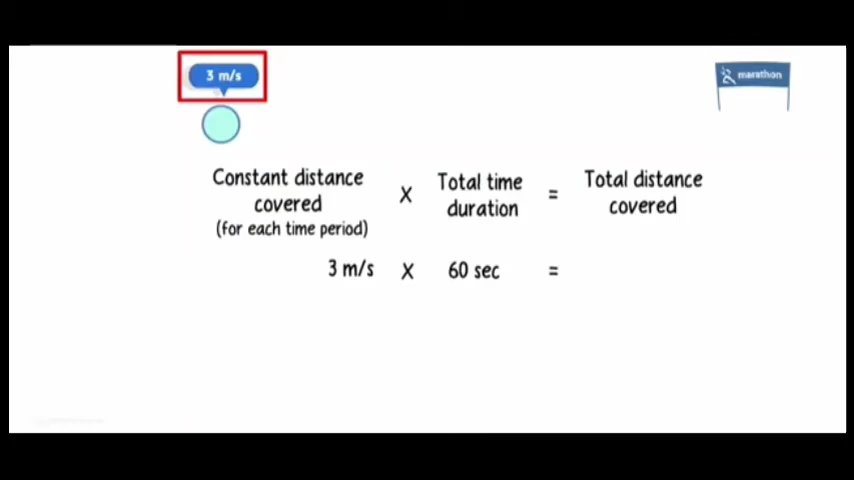 3 m/s
marathon
Constant distance
covered
(for each time period)
X
Total time
duration
=
Total distance
covered
3 m/s X 60 sec =